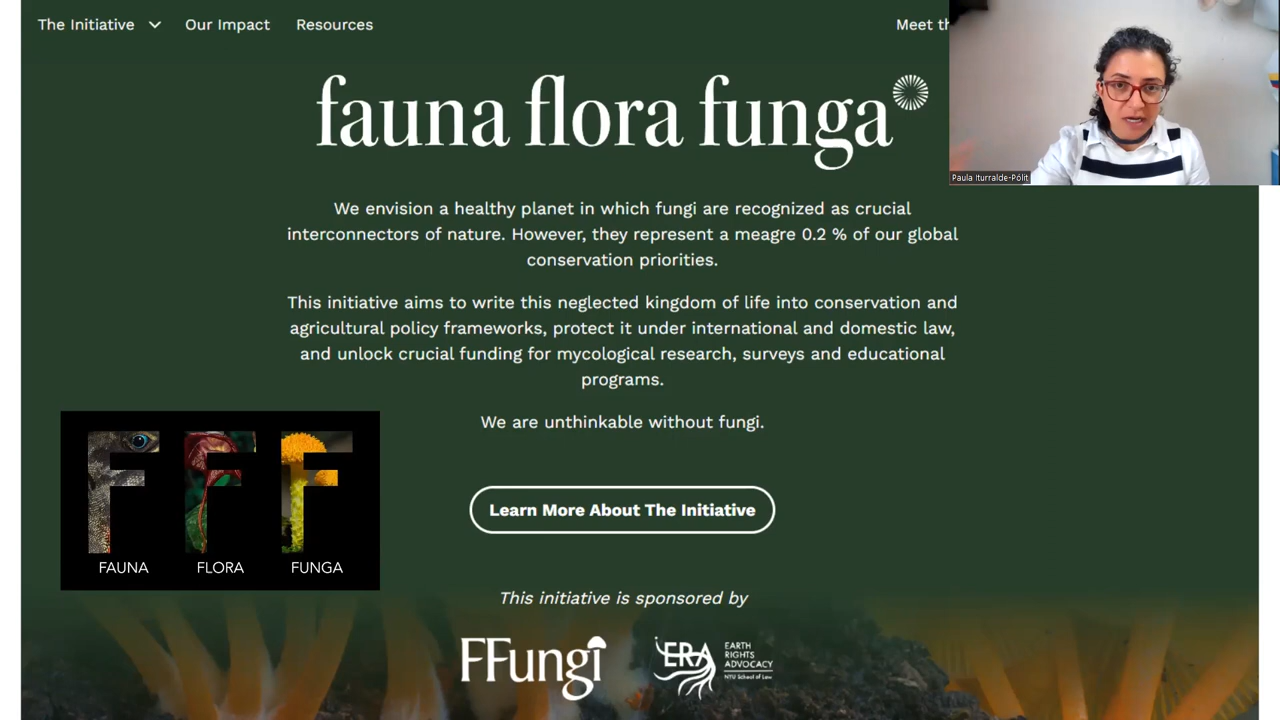 The Initiative
Our Impact
Resources
Meet th
fauna flora funga
Paula Iturralde-Pólit
We envision a healthy planet in which fungi are recognized as crucial
interconnectors of nature. However, they represent a meagre 0.2 % of our global
conservation priorities.
This initiative aims to write this neglected kingdom of life into conservation and
agricultural policy frameworks, protect it under international and domestic law,
and unlock crucial funding for mycological research, surveys and educational
programs.
We are unthinkable without fungi.
Learn More About The Initiative
FAUNA
FLORA
FUNGA
This initiative is sponsored by
FFungi
ERA
EARTH
RIGHTS
ADVOCACY
NYU School of Law